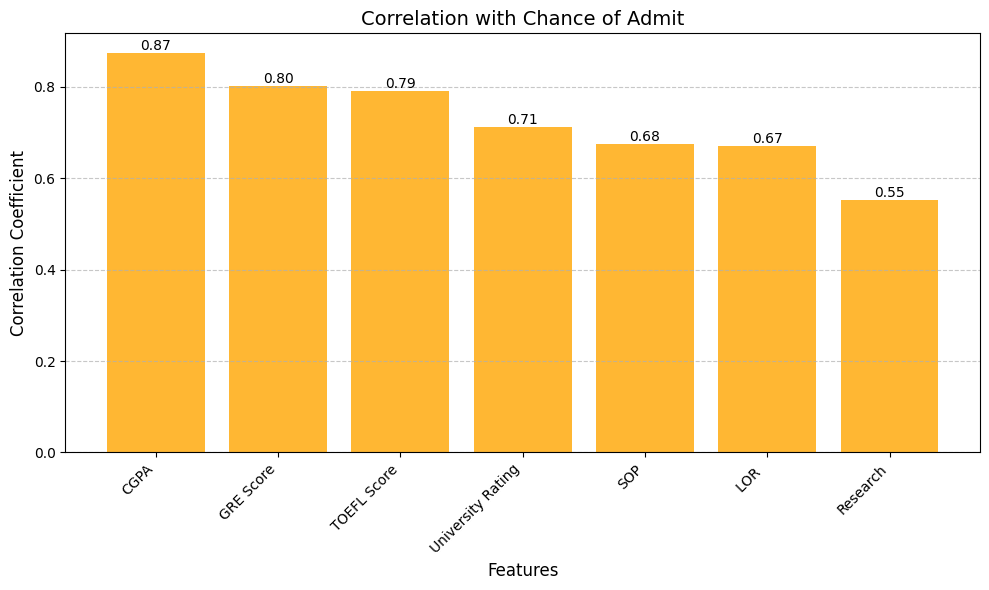 Correlation with Chance of Admit
Correlation Coefficient
0.8
0.6
0.4
0.2
0.0
0.87
0.80
0.79
0.71
0.68
0.67
0.55
CGPA
GRE Score
TOEFL Score
University Rating
SOP
LOR
Research
Features